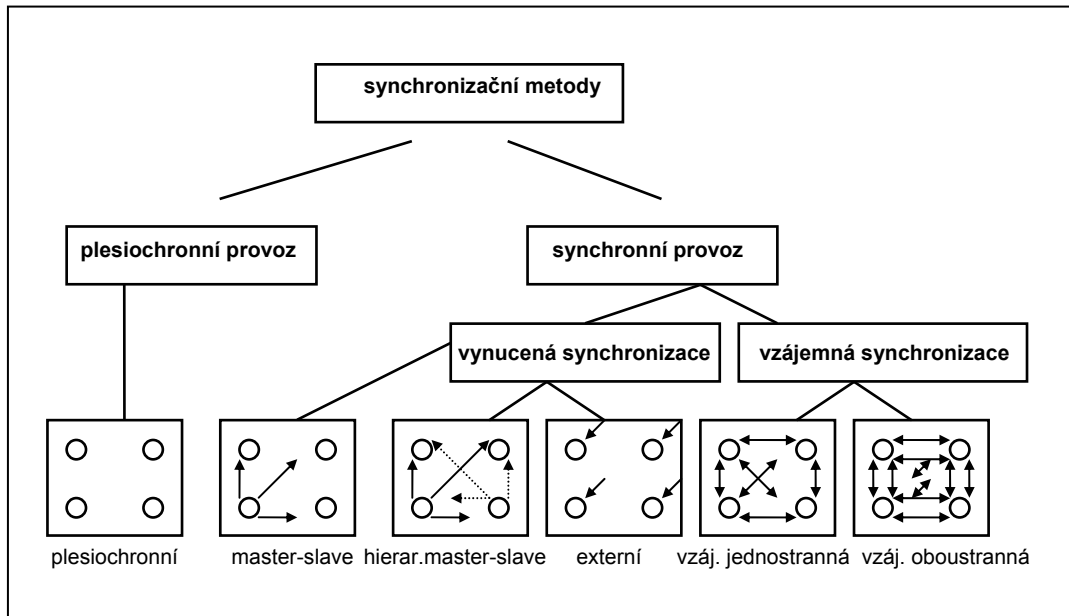 synchronizační metody
plesiochronní provoz
synchronní provoz
vynucená synchronizace
vzájemná synchronizace
plesiochronní
master-slave
hierar.master-slave
externí
vzáj. jednostranná
vzáj. oboustranná